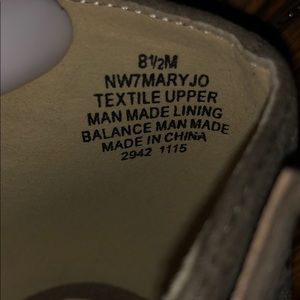 8½M
NW7MARYJO
TEXTILE UPPER
MAN MADE LINING
BALANCE MAN MADE
MADE IN CHINA
2942 1115